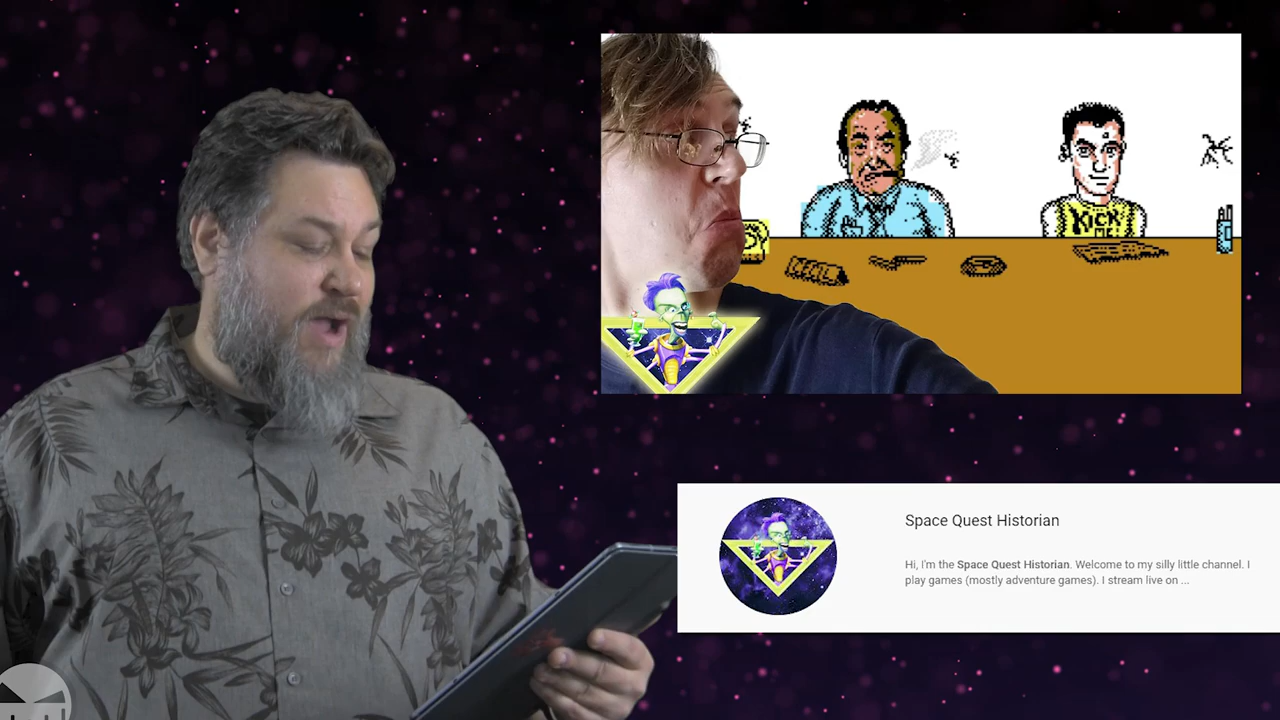 KICK
Space Quest Historian
Hi, I'm the Space Quest Historian. Welcome to my silly little channel. I
play games (mostly adventure games). I stream live on ...